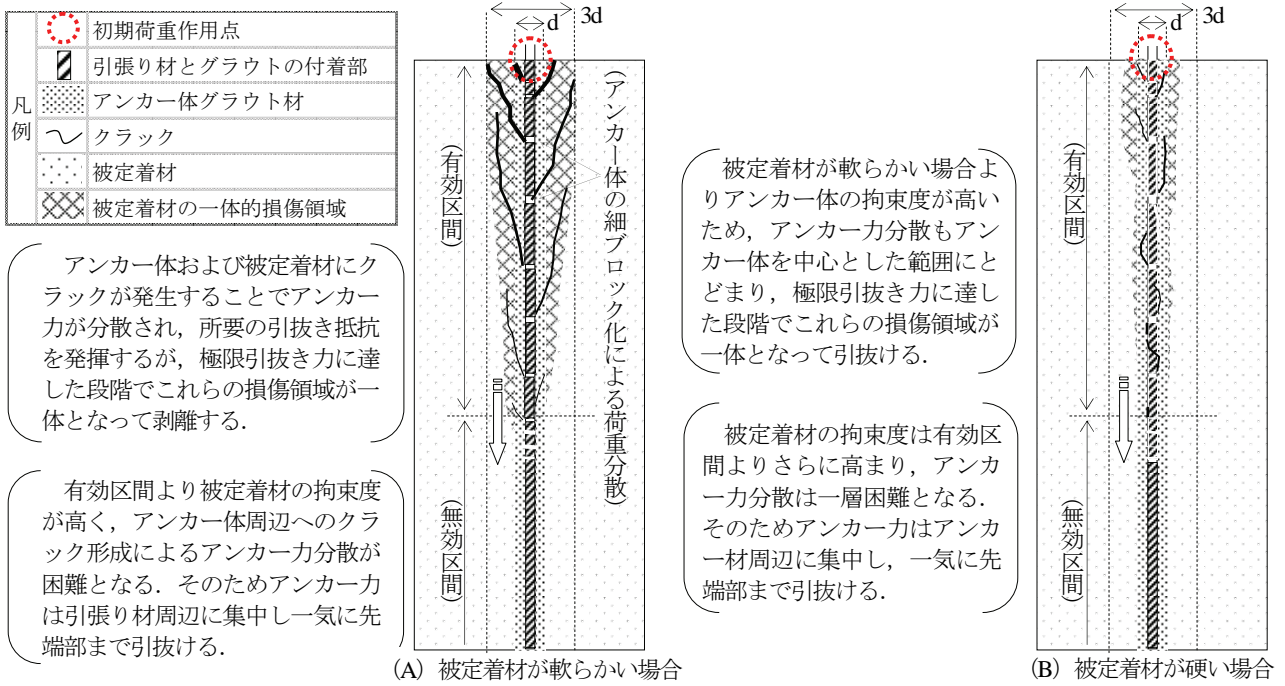 凡例
初期荷重作用点
引張り材とグラウトの付着部
アンカー体グラウト材
クラック
被定着材
被定着材の一体的損傷領域
アンカー体および被定着材にク
ラックが発生することでアンカー
力が分散され，所要の引抜き抵抗
を発揮するが，極限引抜き力に達
した段階でこれらの損傷領域が一
体となって剥離する．
有効区間より被定着材の拘束度
が高く，アンカー体周辺へのクラ
ック形成によるアンカー力分散が
困難となる．そのためアンカー力
は引張り材周辺に集中し一気に先
端部まで引抜ける．
3d
d
(有効区間)
(無効区間)
(アンカー体の細ブロック化による荷重分散)
(A) 被定着材が軟らかい場合
被定着材が軟らかい場合よ
りアンカー体の拘束度が高い
ため，アンカー力分散もアン
カー体を中心とした範囲にと
どまり，極限引抜き力に達し
た段階でこれらの損傷領域が
一体となって引抜ける．
被定着材の拘束度は有効区
間よりさらに高まり，アンカ
ー力分散は一層困難となる．
そのためアンカー力はアンカ
ー材周辺に集中し，一気に先
端部まで引抜ける．
3d
d
(有効区間)
(無効区間)
(B) 被定着材が硬い場合